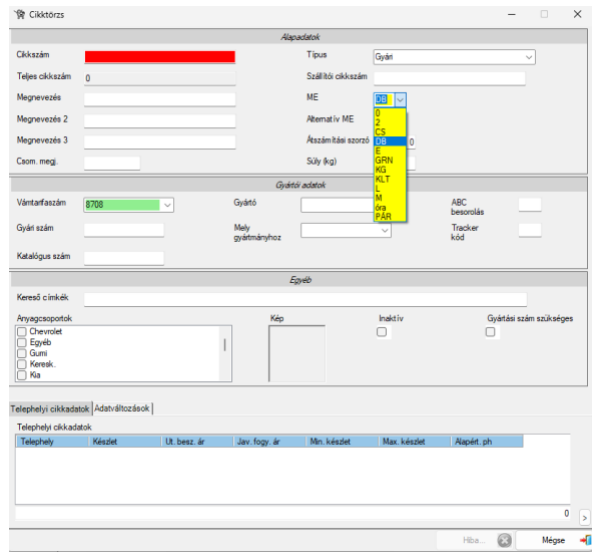 Cikktörzs
Alapadatok
Cikkszám
Típus Gyári
Teljes cikkszám 0
Szállítói cikkszám
Megnevezés
ME DB
Megnevezés 2
Alternatív ME
Megnevezés 3
Átszámítási szorzó 0
Csom. megj.
Súly (kg)
0
2
CS
DB
E
GRN
KG
KLT
L
M
óra
PÁR
Gyártói adatok
Vámtarfaszám 8708
Gyártó
ABC
besorolás
Gyári szám
Mely
gyártmányhoz
Tracker
kód
Katalógus szám
Egyéb
Kereső címkék
Anyagcsoportok
Kép
Inaktív
Gyártási szám szükséges
Chevrolet
Egyéb
Gumi
Keresk.
Kia
Telephelyi cikkadatok Adatváltozások
Telephelyi cikkadatok
Telephely Készlet Ut. besz. ár Jav. fogy. ár Min. készlet Max. készlet Alapért. ph
0
>
Hiba... Mégse